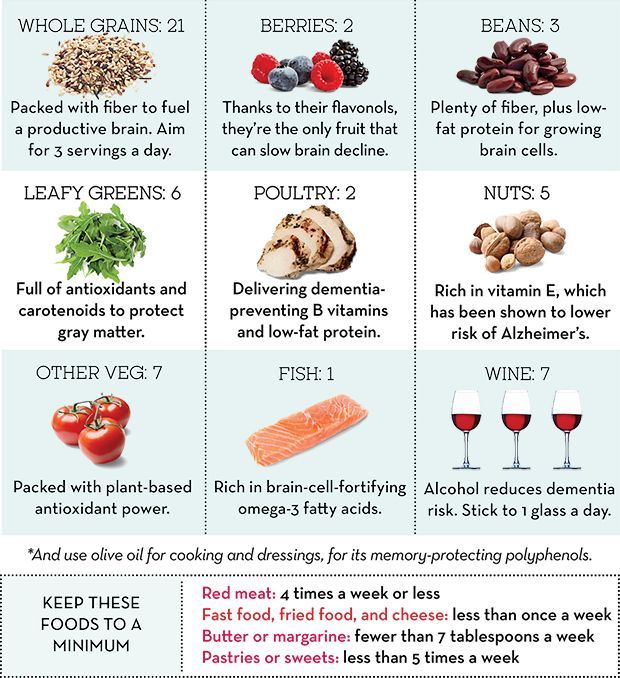 WHOLE GRAINS: 21
Packed with fiber to fuel
a productive brain. Aim
for 3 servings a day.
BERRIES: 2
Thanks to their flavonols,
they're the only fruit that
can slow brain decline.
BEANS: 3
Plenty of fiber, plus low-
fat protein for growing
brain cells.
LEAFY GREENS: 6
Full of antioxidants and
carotenoids to protect
gray matter.
POULTRY: 2
Delivering dementia-
preventing B vitamins
and low-fat protein.
NUTS: 5
Rich in vitamin E, which
has been shown to lower
risk of Alzheimer's.
OTHER VEG: 7
Packed with plant-based
antioxidant power.
FISH: 1
Rich in brain-cell-fortifying
omega-3 fatty acids.
WINE: 7
Alcohol reduces dementia
risk. Stick to 1 glass a day.
*And use olive oil for cooking and dressings, for its memory-protecting polyphenols.
KEEP THESE
FOODS TO A
MINIMUM
Red meat: 4 times a week or less
Fast food, fried food, and cheese: less than once a week
Butter or margarine: fewer than 7 tablespoons a week
Pastries or sweets: less than 5 times a week